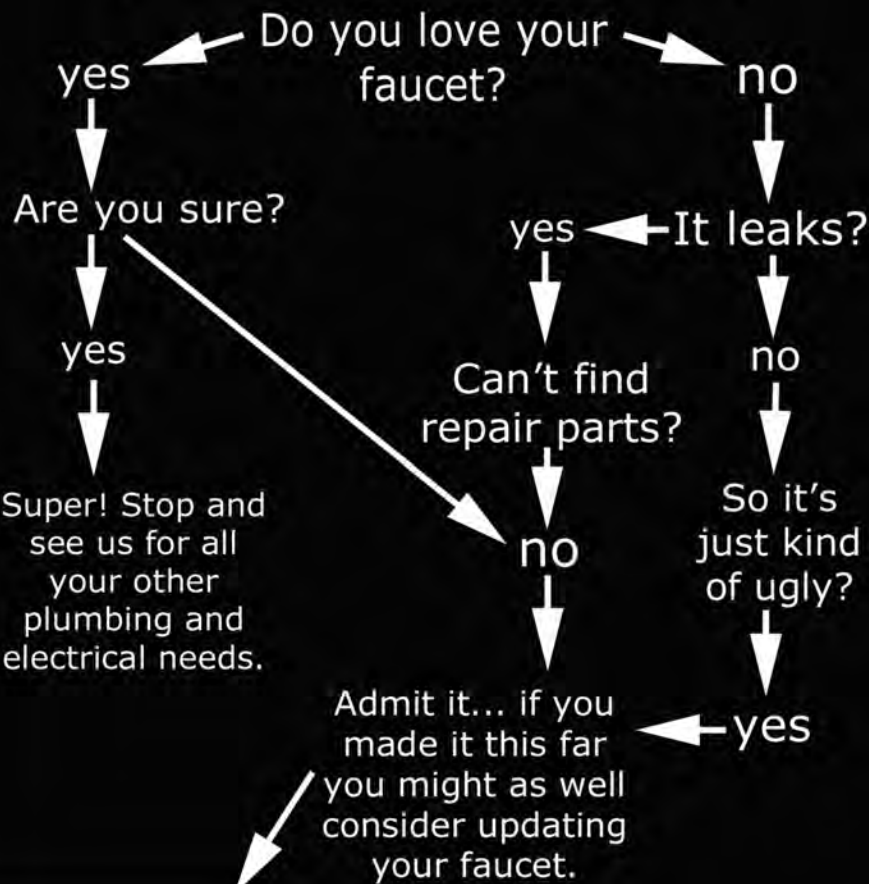 Do you love your
faucet?
yes
no
Are you sure?
yes
It leaks?
yes
no
Can't find
repair parts?
Super! Stop and
see us for all
your other
plumbing and
electrical needs.
no
So it's
just kind
of ugly?
Admit it... if you
made it this far
you might as well
consider updating
your faucet.
yes